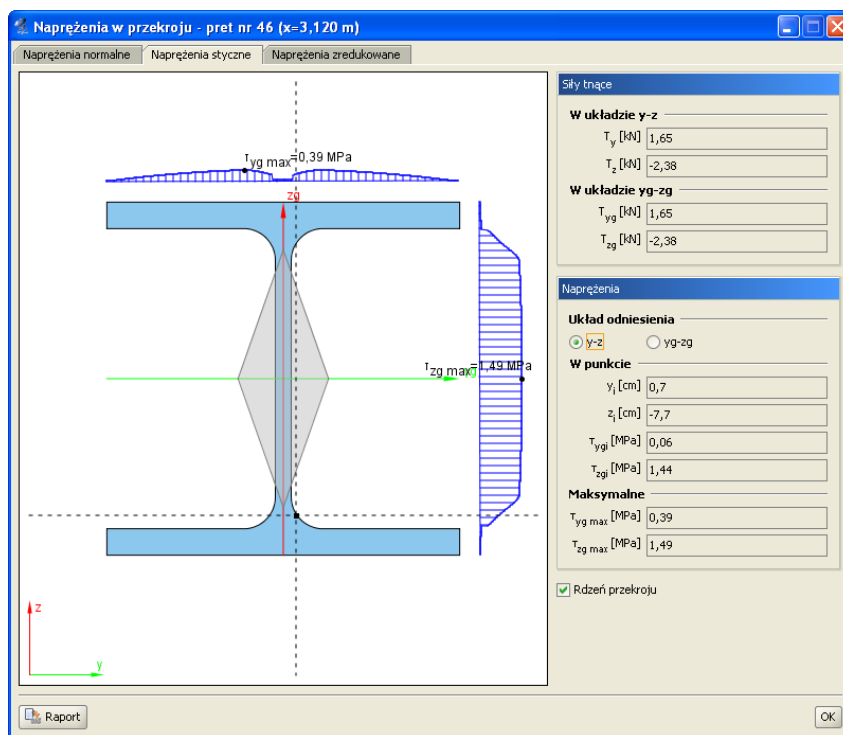 Naprężenia w przekroju - pret nr 46 (x=3,120 m)
Naprężenia normalne
Naprężenia styczne
Naprężenia zredukowane
τyg max=0,39 MPa
zg
τzg max=1,49 MPa
z
y
Siły tnące
W układzie y-z
Ty [kN] 1,65
Tz [kN] -2,38
W układzie yg-zg
Tyg [kN] 1,65
Tzg [kN] -2,38
Naprężenia
Układ odniesienia
y-z yg-zg
W punkcie
yi [cm] 0,7
zi [cm] -7,7
τygi [MPa] 0,06
τzgi [MPa] 1,44
Maksymalne
τyg max [MPa] 0,39
τzg max [MPa] 1,49
Rdzeń przekroju
Raport
OK